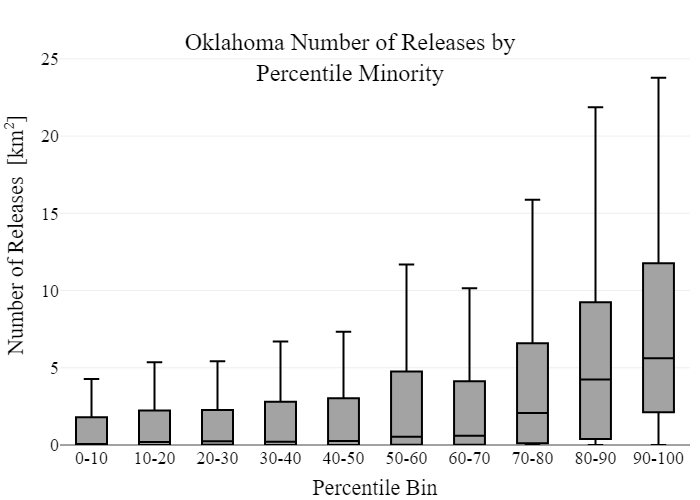 Oklahoma Number of Releases by
Percentile Minority
Number of Releases [km²]
25
20
15
10
5
0
0-10 10-20 20-30 30-40 40-50 50-60 60-70 70-80 80-90 90-100
Percentile Bin